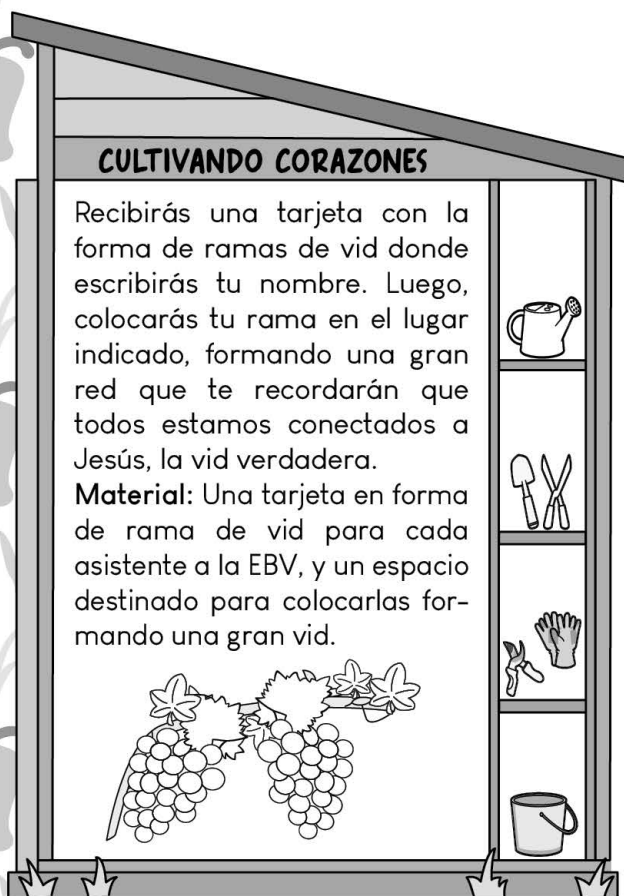 CULTIVANDO CORAZONES
Recibirás una tarjeta con la
forma de ramas de vid donde
escribirás tu nombre. Luego,
colocarás tu rama en el lugar
indicado, formando una gran
red que te recordarán que
todos estamos conectados a
Jesús, la vid verdadera.
Material: Una tarjeta en forma
de rama de vid para cada
asistente a la EBV, y un espacio
destinado para colocarlas for-
mando una gran vid.